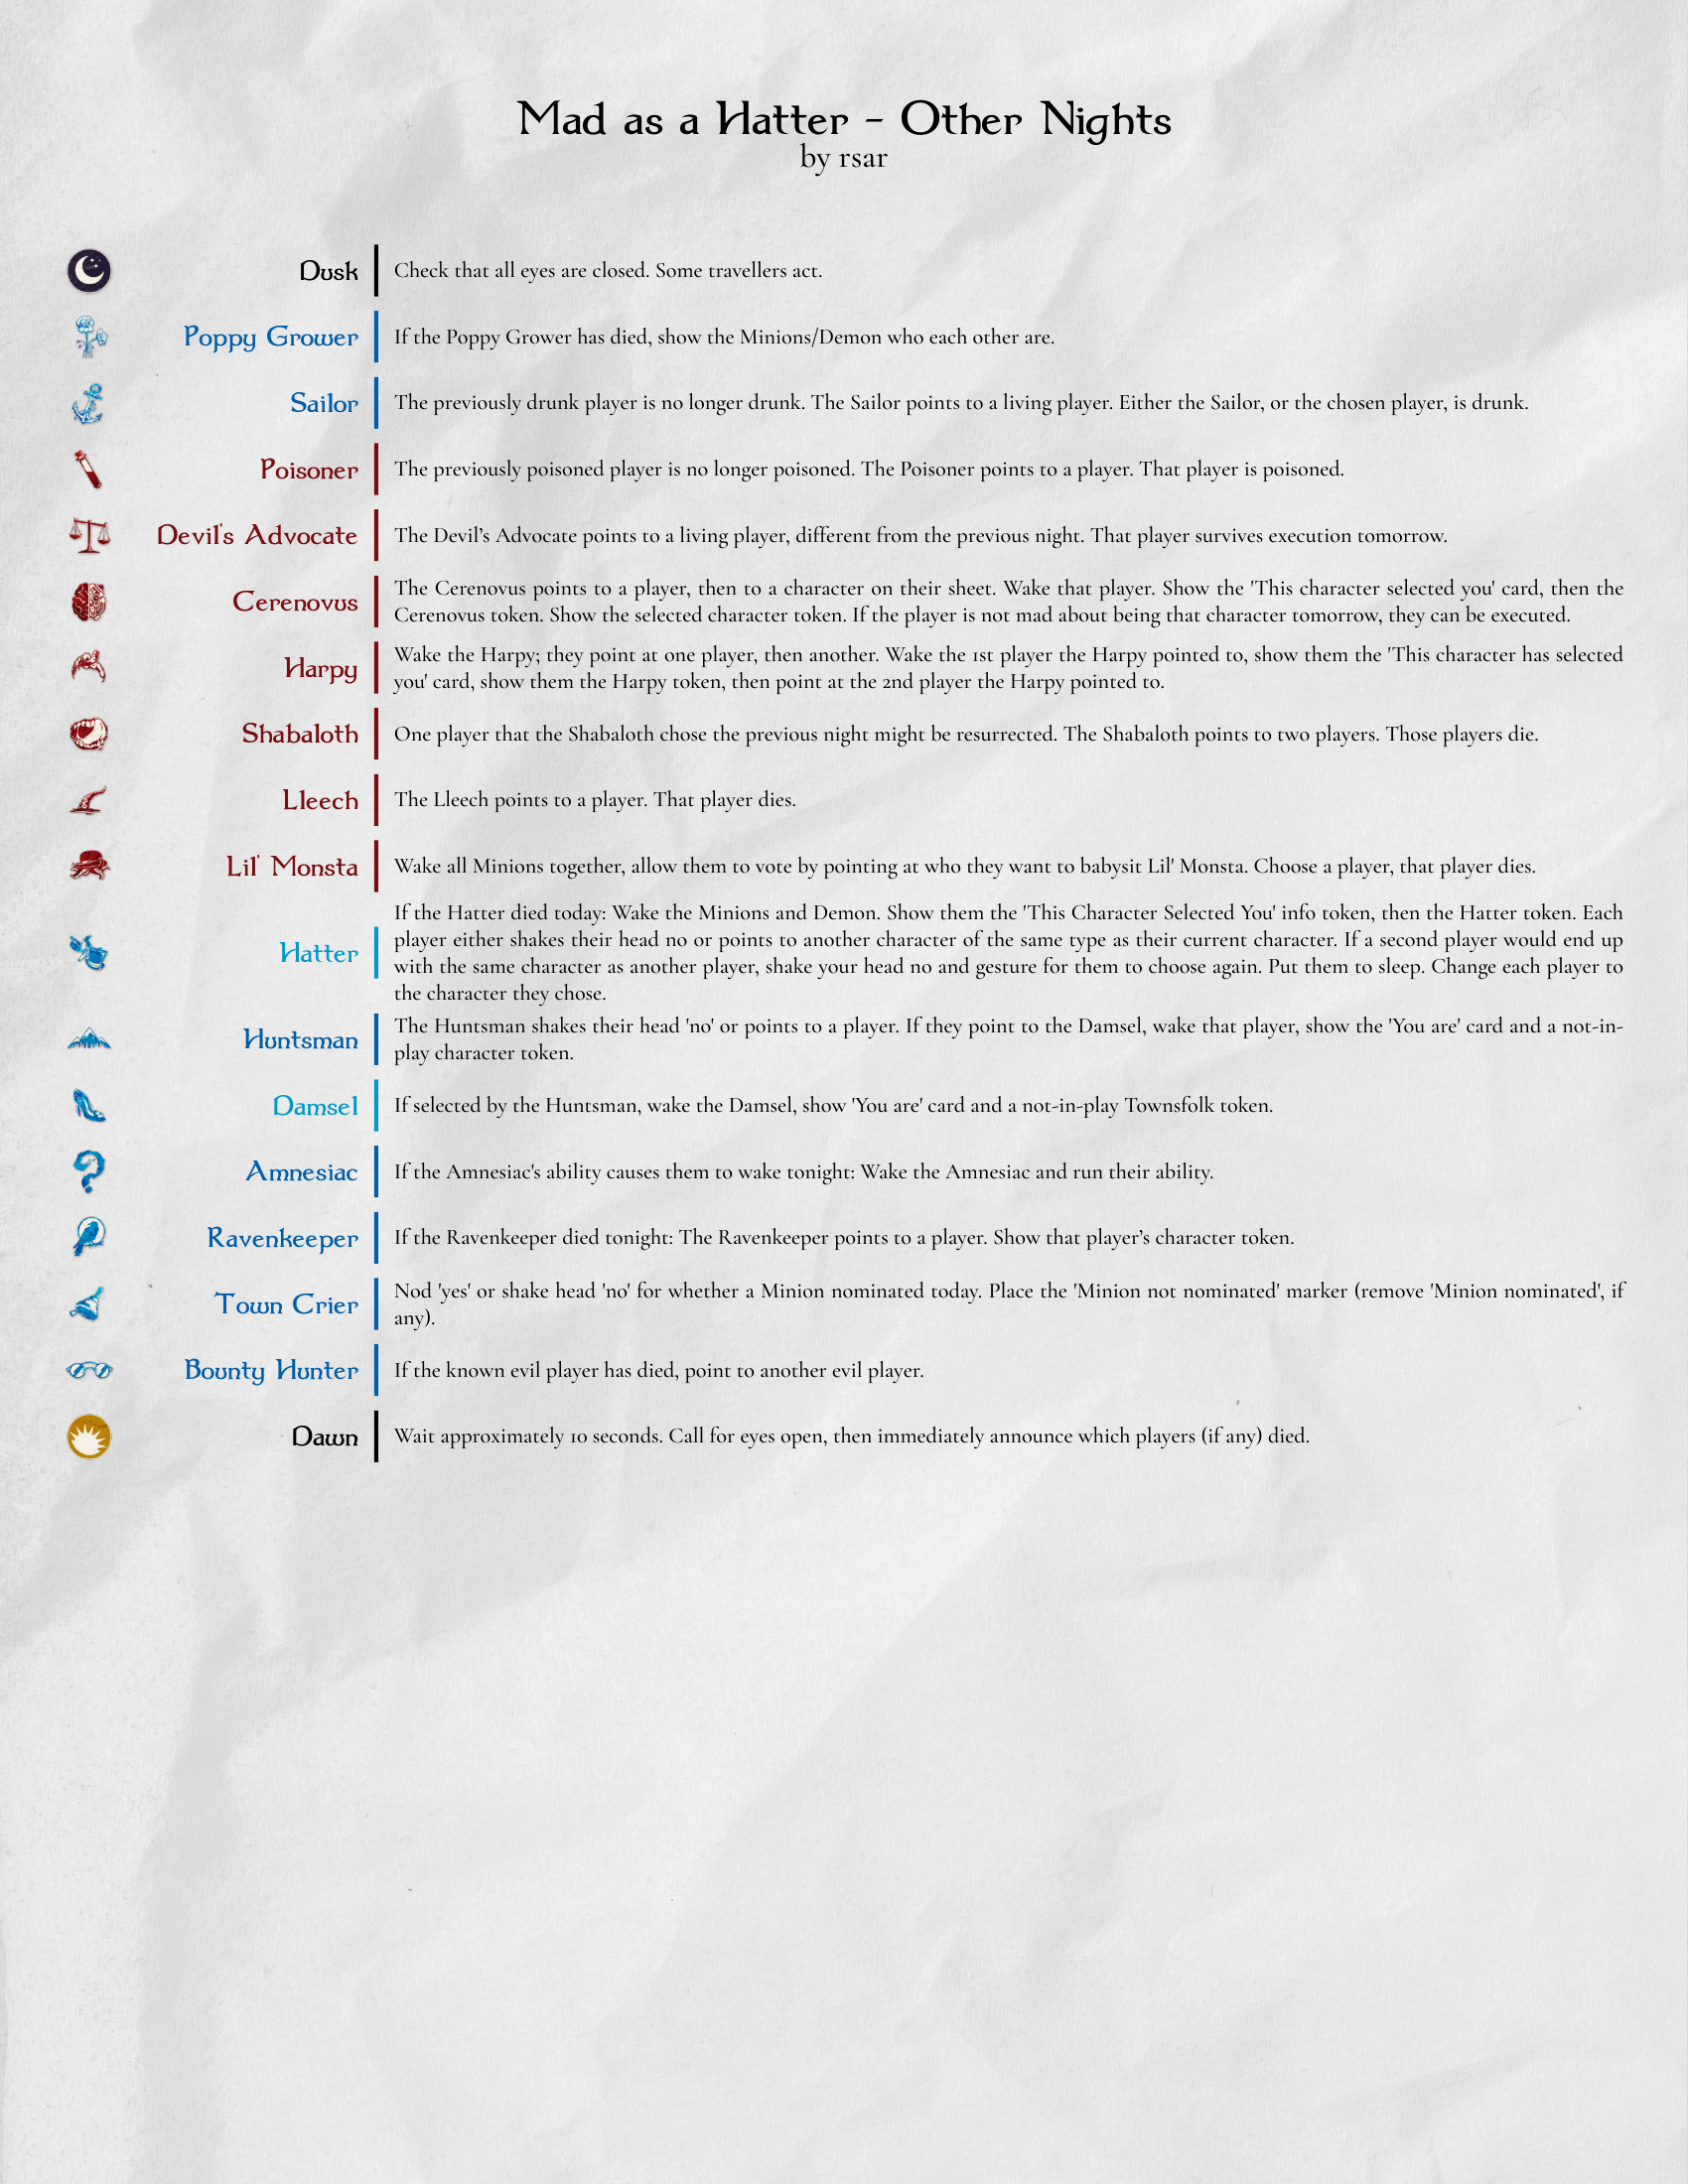 Mad as a Hatter - Other Nights
by rsar
Dusk
Check that all eyes are closed. Some travellers act.
Poppy Grower
If the Poppy Grower has died, show the Minions/Demon who each other are.
Sailor
The previously drunk player is no longer drunk. The Sailor points to a living player. Either the Sailor, or the chosen player, is drunk.
Poisoner
The previously poisoned player is no longer poisoned. The Poisoner points to a player. That player is poisoned.
Devil's Advocate
The Devil’s Advocate points to a living player, different from the previous night. That player survives execution tomorrow.
Cerenovus
The Cerenovus points to a player, then to a character on their sheet. Wake that player. Show the 'This character selected you' card, then the
Cerenovus token. Show the selected character token. If the player is not mad about being that character tomorrow, they can be executed.
Harpy
Wake the Harpy; they point at one player, then another. Wake the 1st player the Harpy pointed to, show them the 'This character has selected
you' card, show them the Harpy token, then point at the 2nd player the Harpy pointed to.
Shabaloth
One player that the Shabaloth chose the previous night might be resurrected. The Shabaloth points to two players. Those players die.
Lleech
The Lleech points to a player. That player dies.
Lil' Monsta
Wake all Minions together, allow them to vote by pointing at who they want to babysit Lil' Monsta. Choose a player, that player dies.
Hatter
If the Hatter died today: Wake the Minions and Demon. Show them the 'This Character Selected You' info token, then the Hatter token. Each
player either shakes their head no or points to another character of the same type as their current character. If a second player would end up
with the same character as another player, shake your head no and gesture for them to choose again. Put them to sleep. Change each player to
the character they chose.
Huntsman
The Huntsman shakes their head 'no' or points to a player. If they point to the Damsel, wake that player, show the 'You are' card and a not-in-
play character token.
Damsel
If selected by the Huntsman, wake the Damsel, show 'You are' card and a not-in-play Townsfolk token.
Amnesiac
If the Amnesiac's ability causes them to wake tonight: Wake the Amnesiac and run their ability.
Ravenkeeper
If the Ravenkeeper died tonight: The Ravenkeeper points to a player. Show that player’s character token.
Town Crier
Nod 'yes' or shake head 'no' for whether a Minion nominated today. Place the 'Minion not nominated' marker (remove 'Minion nominated', if
any).
Bounty Hunter
If the known evil player has died, point to another evil player.
Dawn
Wait approximately 10 seconds. Call for eyes open, then immediately announce which players (if any) died.